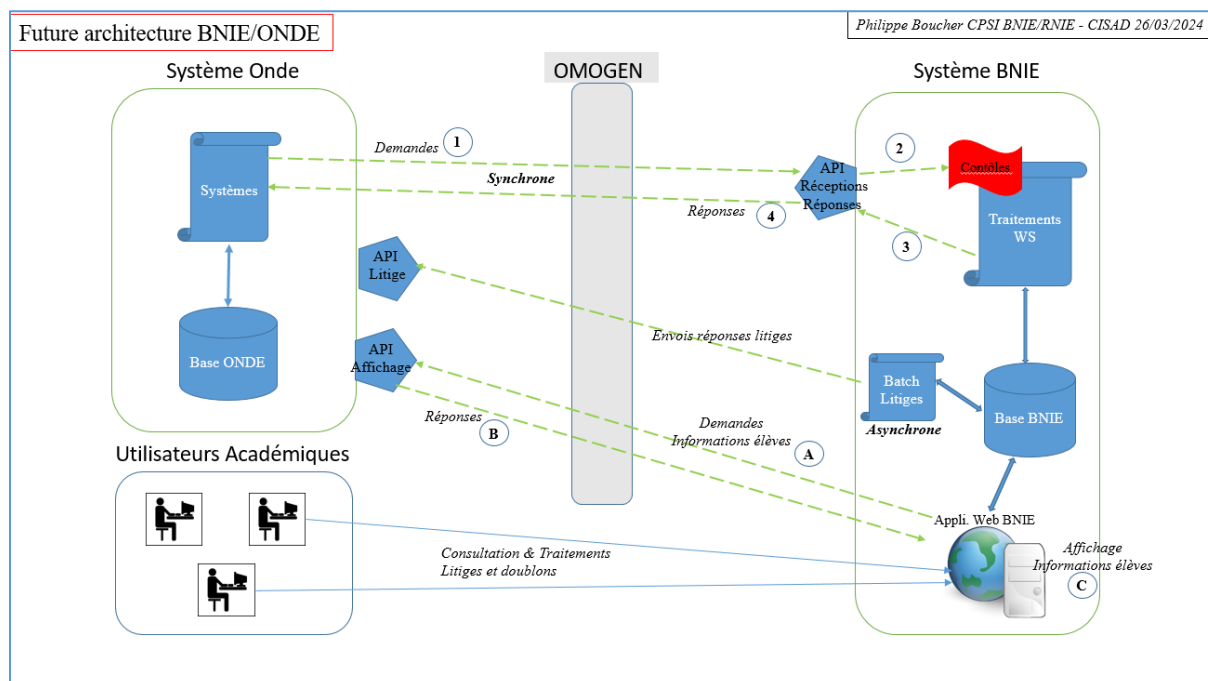 Future architecture BNIE/ONDE
Philippe Boucher CPSI BNIE/RNIE - CISAD 26/03/2024
Système Onde
OMOGEN
Système BNIE
Demandes
1
Synchrone
Réponses
4
Systèmes
API
Réceptions
Réponses
2
Contôles
3
Traitements
WS
API
Litige
Envois réponses litiges
Base ONDE
API
Affichage
Réponses
B
Demandes
Informations élèves
A
Batch
Litiges
Asynchrone
Base BNIE
Utilisateurs Académiques
Consultation & Traitements
Litiges et doublons
Appli. Web BNIE
Affichage
Informations élèves
C